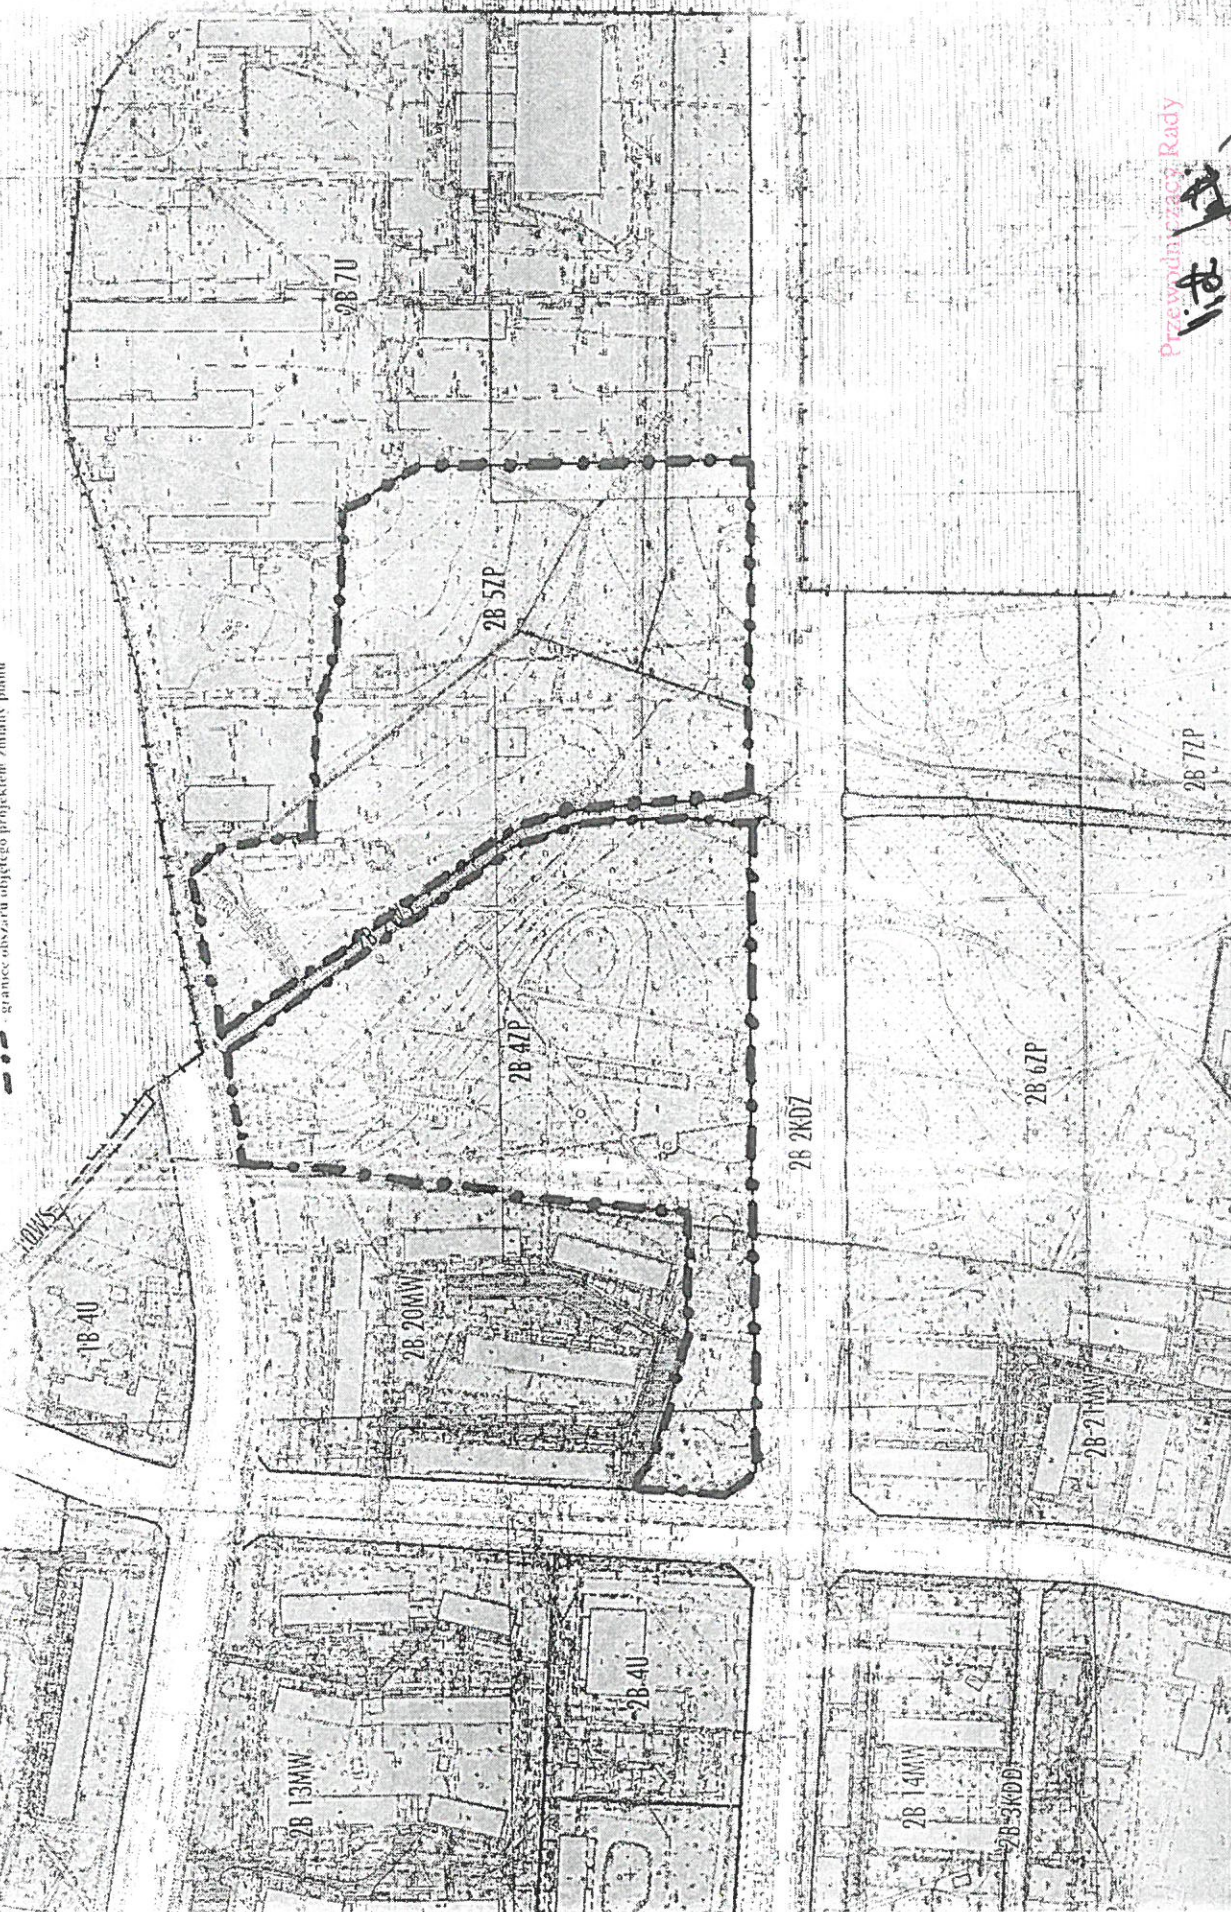 granice obszaru objętego projektem zmiany planu
Przewodniczący Rady
2B 7U
2B 5ZP
2B 7ZP
2B 4ZP
2B 6ZP
2B 2KDZ
1B 4U
2B 20MW
2B 21MW
2B 4U
2B 13MW
2B 14MW
2B 3KDD